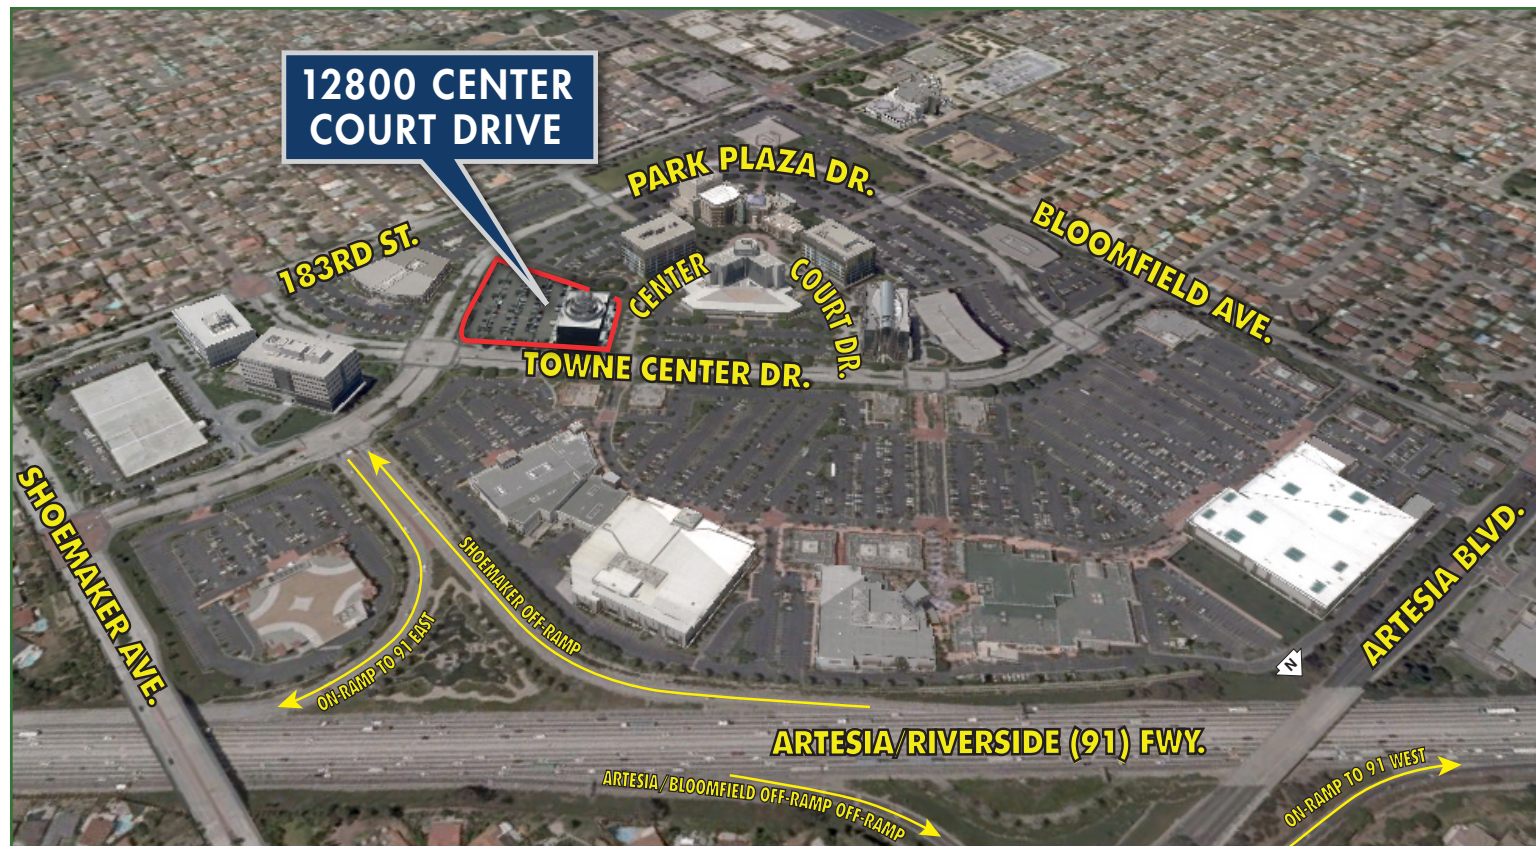 12800 CENTER
COURT DRIVE
PARK PLAZA DR.
BLOOMFIELD AVE.
183RD ST.
CENTER
COURT DR.
TOWNE CENTER DR.
SHOEMAKER AVE.
SHOEMAKER OFF-RAMP
ON-RAMP TO 91 EAST
ARTESIA BLVD.
N
ARTESIA/RIVERSIDE (91) FWY.
ARTESIA/BLOOMFIELD OFF-RAMP OFF-RAMP
ON-RAMP TO 91 WEST